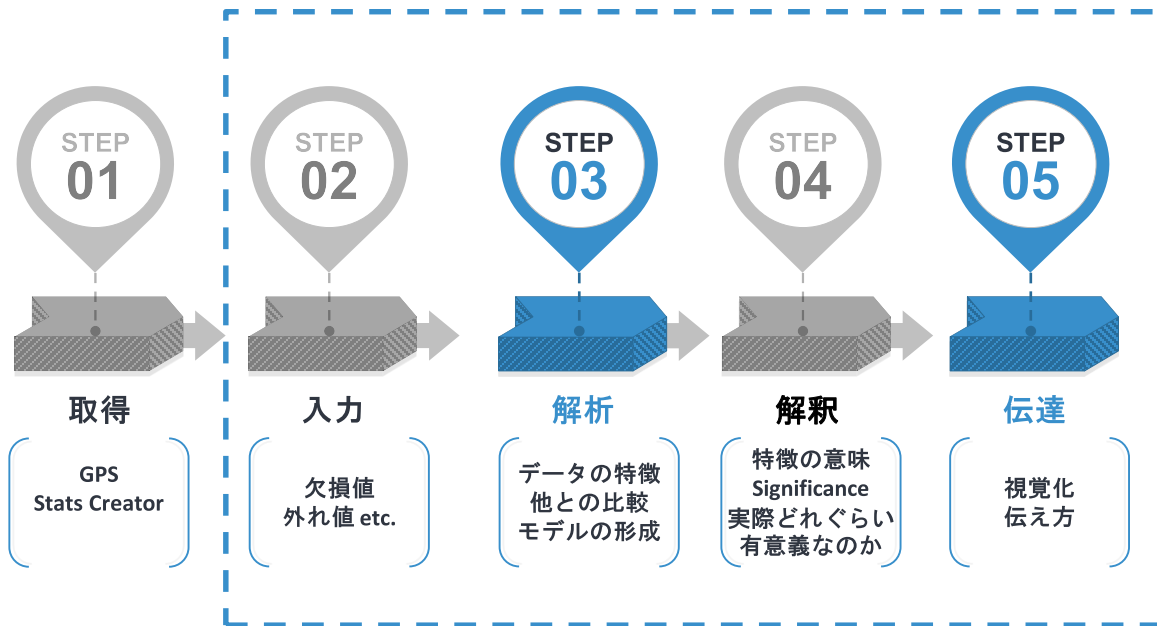 STEP
01
STEP
02
STEP
03
STEP
04
STEP
05
取得
入力
解析
解釈
伝達
GPS
Stats Creator
欠損値
外れ値 etc.
データの特徴
他との比較
モデルの形成
特徴の意味
Significance
実際どれぐらい
有意義なのか
視覚化
伝え方